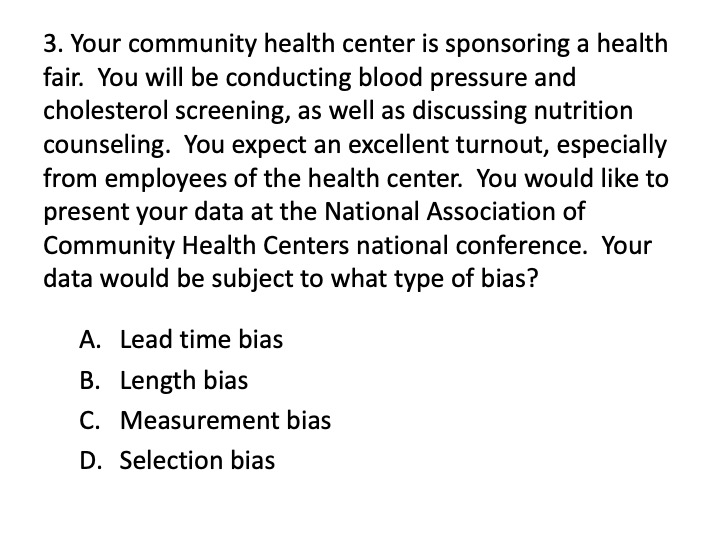 3. Your community health center is sponsoring a health
fair.  You will be conducting blood pressure and
cholesterol screening, as well as discussing nutrition
counseling.  You expect an excellent turnout, especially
from employees of the health center.  You would like to
present your data at the National Association of
Community Health Centers national conference.  Your
data would be subject to what type of bias?
A. Lead time bias
B. Length bias
C. Measurement bias
D. Selection bias